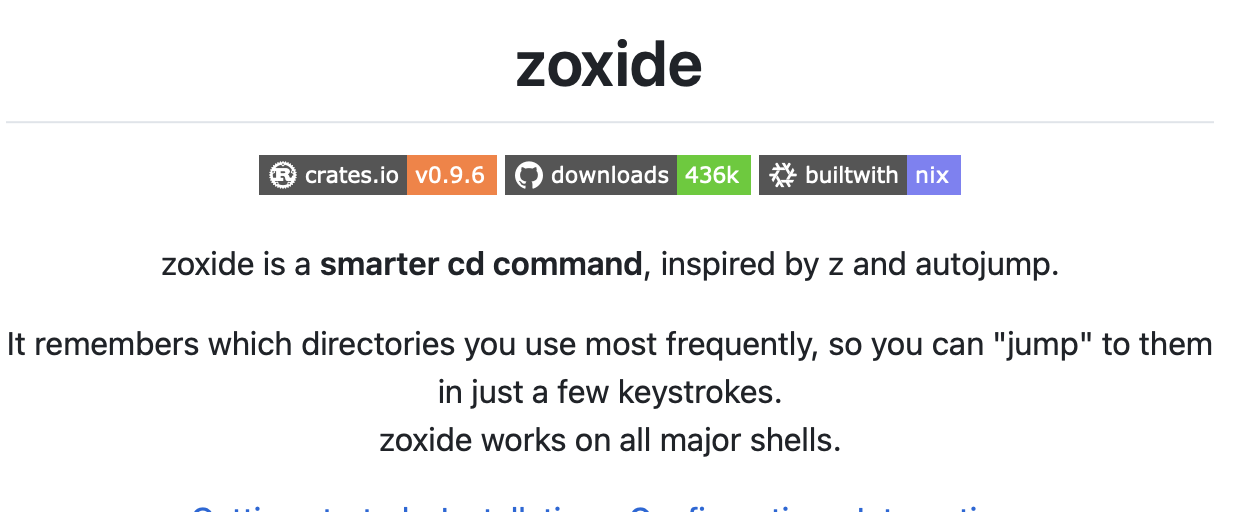 zoxide
crates.io v0.9.6 downloads 436k builtwith nix
zoxide is a smarter cd command, inspired by z and autojump.
It remembers which directories you use most frequently, so you can "jump" to them
in just a few keystrokes.
zoxide works on all major shells.